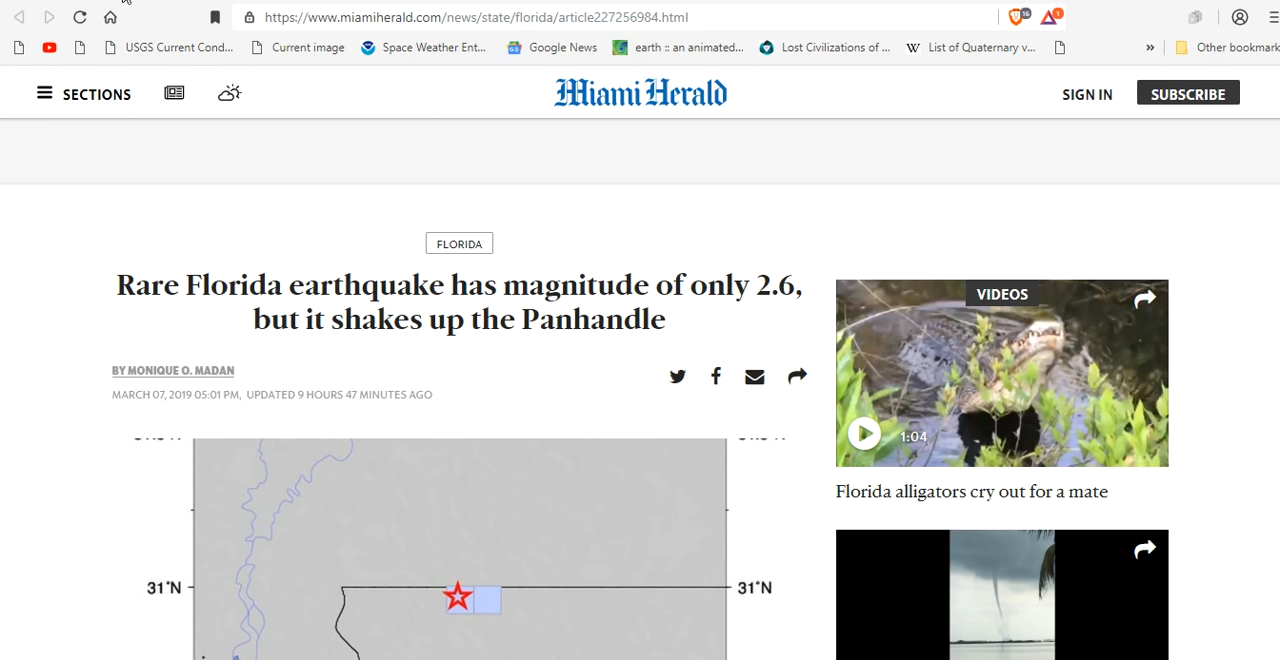 https://www.miamiherald.com/news/state/florida/article227256984.html
16
1
USGS Current Cond...
Current image
Space Weather Ent...
Google News
earth :: an animated...
Lost Civilizations of ...
W
List of Quaternary v...
»
Other bookmark
SECTIONS
Miami Herald
SIGN IN
SUBSCRIBE
FLORIDA
Rare Florida earthquake has magnitude of only 2.6,
but it shakes up the Panhandle
BY MONIQUE O. MADAN
MARCH 07, 2019 05:01 PM, UPDATED 9 HOURS 47 MINUTES AGO
31°N
31°N
VIDEOS
1:04
Florida alligators cry out for a mate